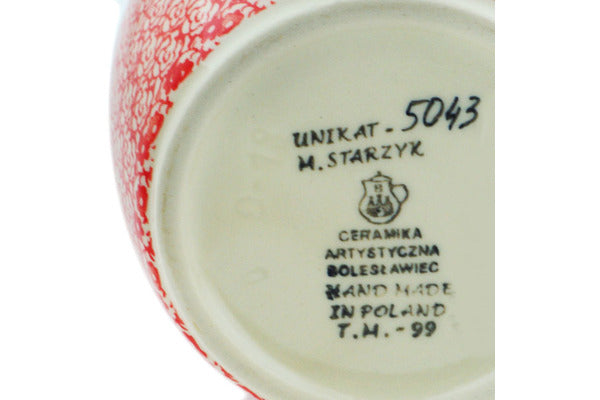 UNIKAT - 5043
M. STARZYK
CERAMIKA
ARTYSTYCZNA
BOLESŁAWIEC
HAND MADE
IN POLAND
T.M. - 99